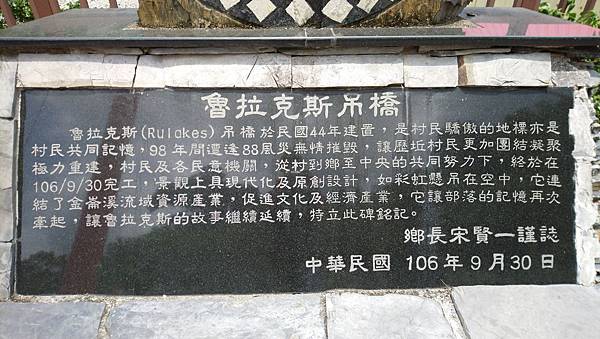 魯拉克斯吊橋
魯拉克斯(Rulakes)吊橋於民國44年建置，是村民驕傲的地標亦是
村民共同記憶，98年間遭逢88風災無情摧毀，讓歷坵村民更加團結凝聚
極力重建，村民及各民意機關，從村到鄉至中央的共同努力下，終於在
106/9/30完工，景觀上具現代化及原創設計，如彩虹懸吊在空中，它連
結了金崙溪流域資源產業，促進文化及經濟產業，它讓部落的記憶再次
牽起，讓魯拉克斯的故事繼續延續，特立此碑銘記。
鄉長宋賢一謹誌
中華民國 106年9月30日